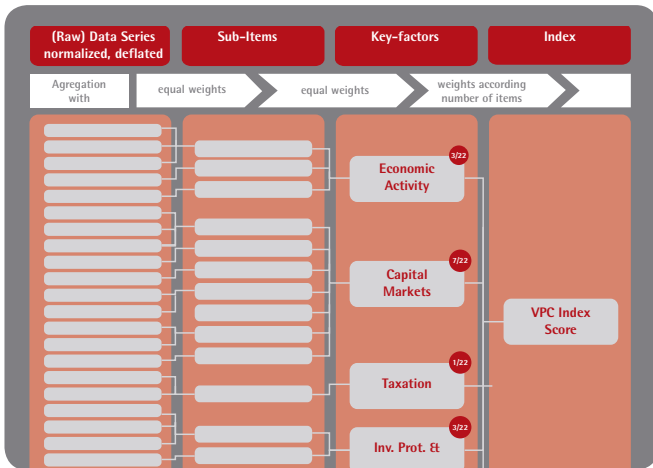 (Raw) Data Series
normalized, deflated
Sub-Items
Key-factors
Index
Agregation
with
equal weights
equal weights
weights according
number of items
3/22
Economic
Activity
7/22
Capital
Markets
VPC Index
Score
1/22
Taxation
3/22
Inv. Prot. &